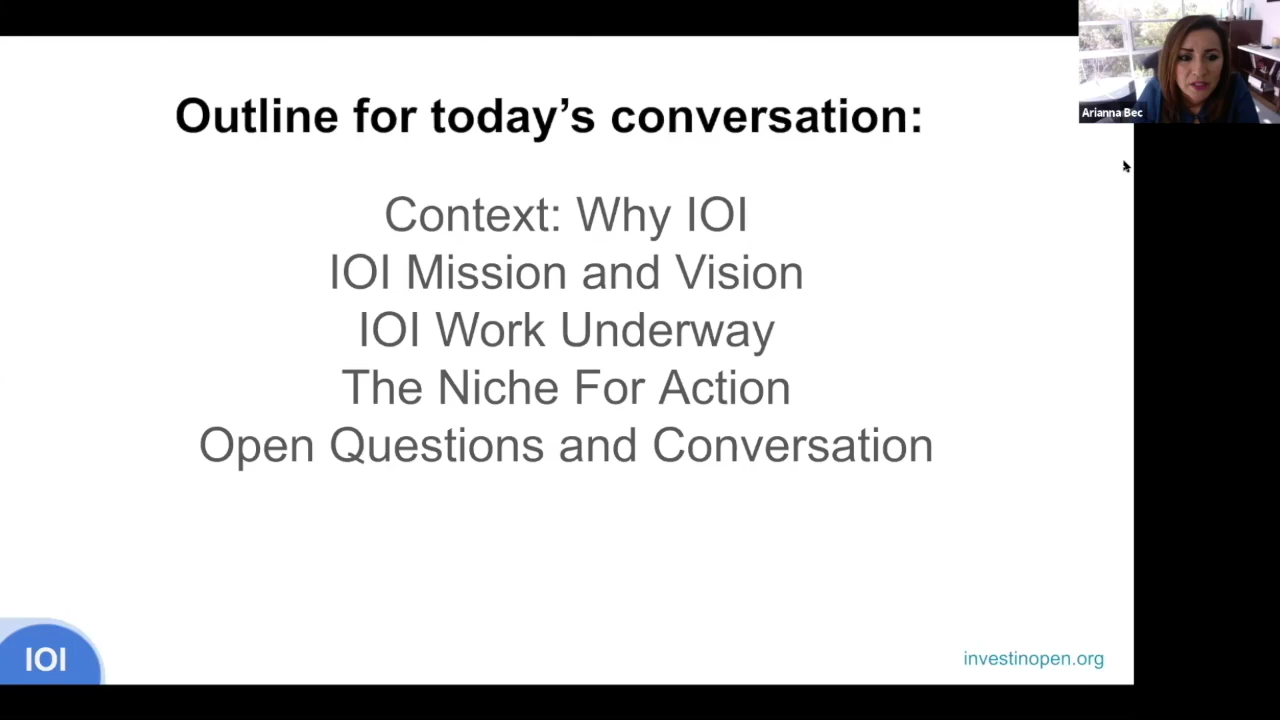 Outline for today’s conversation:
Arianna Bec
Context: Why IOI
IOI Mission and Vision
IOI Work Underway
The Niche For Action
Open Questions and Conversation
IOI
investinopen.org